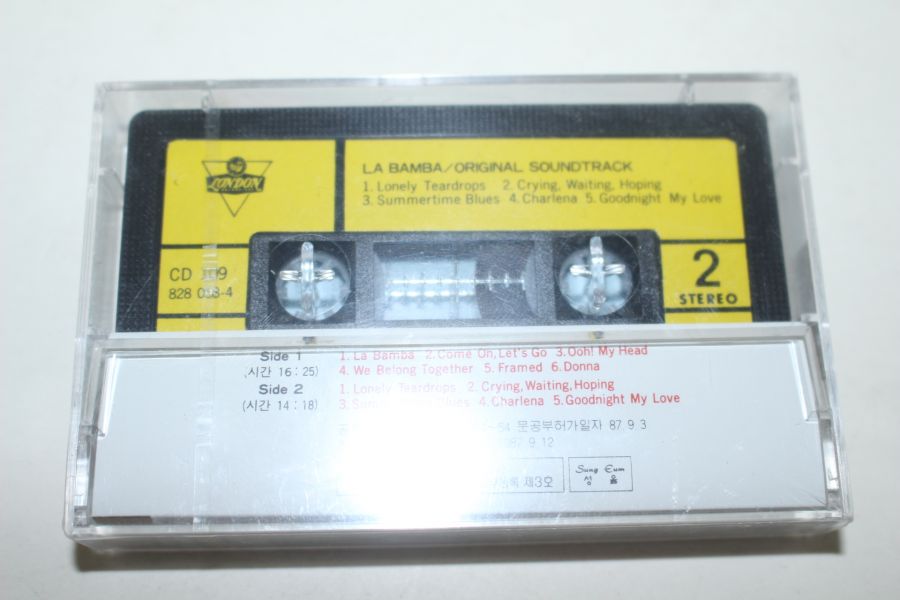 LONDON
LA BAMBA/ORIGINAL SOUNDTRACK
1. Lonely Teardrops 2. Crying, Waiting, Hoping
3. Summertime Blues 4. Charlena 5. Goodnight My Love
CD
828
2
STEREO
Side 1 1. La Bamba 2. Come On, Let's Go 3. Ooh! My Head
(시간 16:25) 4. We Belong Together 5. Framed 6. Donna
Side 2 1. Lonely Teardrops 2. Crying, Waiting, Hoping
(시간 14:18) 3. Blues 4. Charlena 5. Goodnight My Love
문공부허가일자 87. 9. 3
87. 9. 12
제3호
Sung Eum
성음